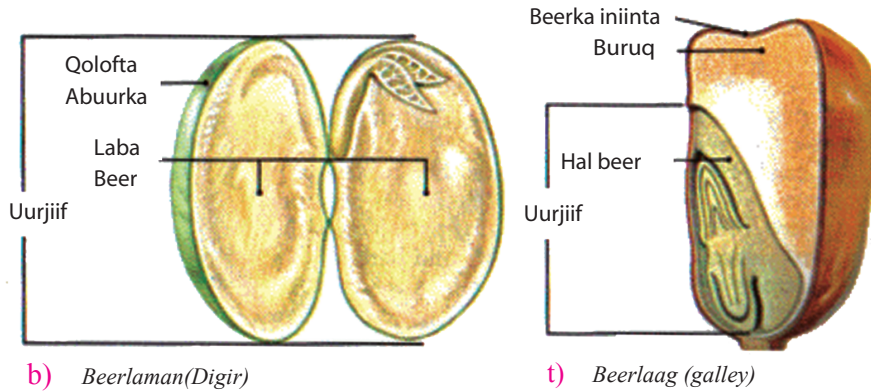 Qolofta
Abuurka
Laba
Beer
Uurjiif
b) Beerlaman(Digir)
Beerka iniinta
Buruq
Hal beer
Uurjiif
t) Beerlaag (galley)